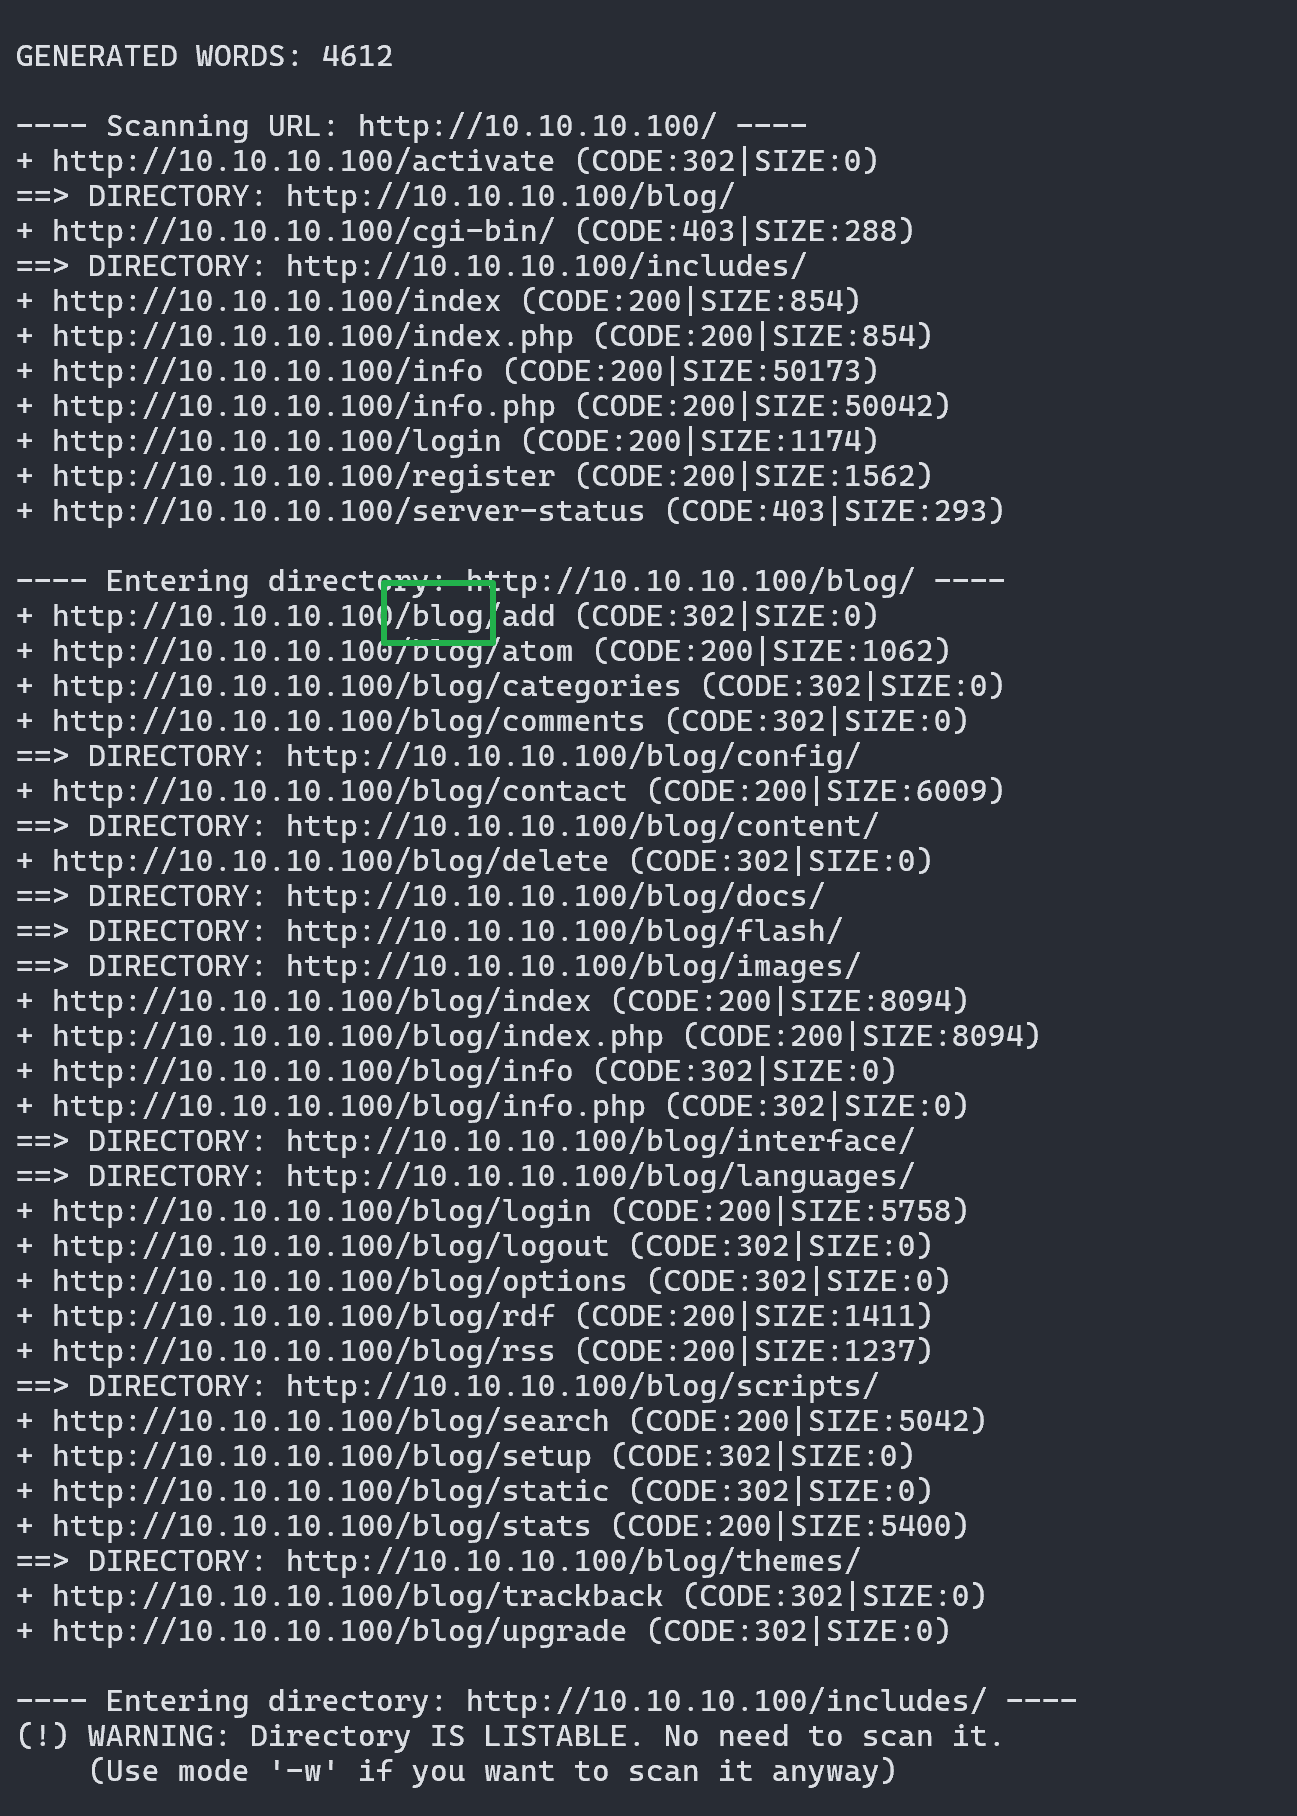 GENERATED WORDS: 4612
---- Scanning URL: http://10.10.10.100/ ----
+ http://10.10.10.100/activate (CODE:302|SIZE:0)
==> DIRECTORY: http://10.10.10.100/blog/
+ http://10.10.10.100/cgi-bin/ (CODE:403|SIZE:288)
==> DIRECTORY: http://10.10.10.100/includes/
+ http://10.10.10.100/index (CODE:200|SIZE:854)
+ http://10.10.10.100/index.php (CODE:200|SIZE:854)
+ http://10.10.10.100/info (CODE:200|SIZE:50173)
+ http://10.10.10.100/info.php (CODE:200|SIZE:50042)
+ http://10.10.10.100/login (CODE:200|SIZE:1174)
+ http://10.10.10.100/register (CODE:200|SIZE:1562)
+ http://10.10.10.100/server-status (CODE:403|SIZE:293)
---- Entering directory: http://10.10.10.100/blog/ ----
+ http://10.10.10.100/blog/add (CODE:302|SIZE:0)
+ http://10.10.10.100/blog/atom (CODE:200|SIZE:1062)
+ http://10.10.10.100/blog/categories (CODE:302|SIZE:0)
+ http://10.10.10.100/blog/comments (CODE:302|SIZE:0)
==> DIRECTORY: http://10.10.10.100/blog/config/
+ http://10.10.10.100/blog/contact (CODE:200|SIZE:6009)
==> DIRECTORY: http://10.10.10.100/blog/content/
+ http://10.10.10.100/blog/delete (CODE:302|SIZE:0)
==> DIRECTORY: http://10.10.10.100/blog/docs/
==> DIRECTORY: http://10.10.10.100/blog/flash/
==> DIRECTORY: http://10.10.10.100/blog/images/
+ http://10.10.10.100/blog/index (CODE:200|SIZE:8094)
+ http://10.10.10.100/blog/index.php (CODE:200|SIZE:8094)
+ http://10.10.10.100/blog/info (CODE:302|SIZE:0)
+ http://10.10.10.100/blog/info.php (CODE:302|SIZE:0)
==> DIRECTORY: http://10.10.10.100/blog/interface/
==> DIRECTORY: http://10.10.10.100/blog/languages/
+ http://10.10.10.100/blog/login (CODE:200|SIZE:5758)
+ http://10.10.10.100/blog/logout (CODE:302|SIZE:0)
+ http://10.10.10.100/blog/options (CODE:302|SIZE:0)
+ http://10.10.10.100/blog/rdf (CODE:200|SIZE:1411)
+ http://10.10.10.100/blog/rss (CODE:200|SIZE:1237)
==> DIRECTORY: http://10.10.10.100/blog/scripts/
+ http://10.10.10.100/blog/search (CODE:200|SIZE:5042)
+ http://10.10.10.100/blog/setup (CODE:302|SIZE:0)
+ http://10.10.10.100/blog/static (CODE:302|SIZE:0)
+ http://10.10.10.100/blog/stats (CODE:200|SIZE:5400)
==> DIRECTORY: http://10.10.10.100/blog/themes/
+ http://10.10.10.100/blog/trackback (CODE:302|SIZE:0)
+ http://10.10.10.100/blog/upgrade (CODE:302|SIZE:0)
---- Entering directory: http://10.10.10.100/includes/ ----
(!) WARNING: Directory IS LISTABLE. No need to scan it.
(Use mode '-w' if you want to scan it anyway)